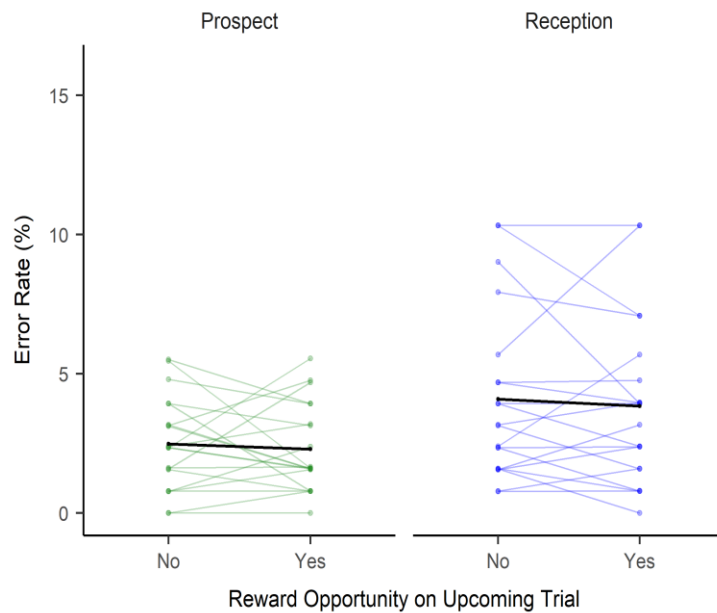 Prospect
Reception
Error Rate (%)
15
10
5
0
No
Yes
No
Yes
Reward Opportunity on Upcoming Trial